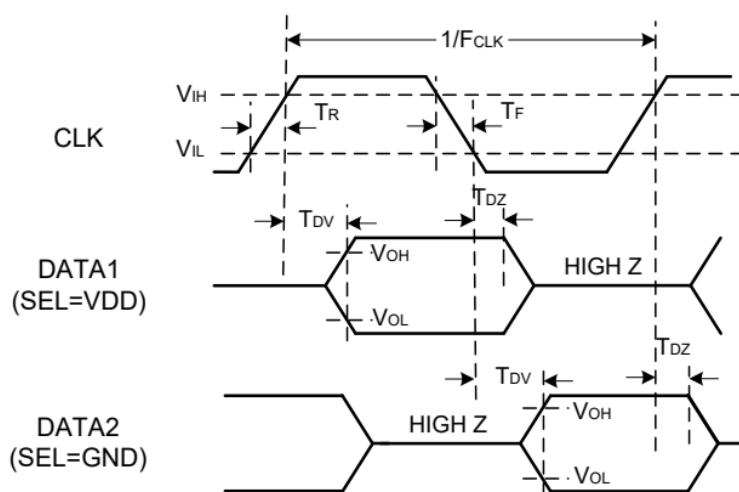 1/FCLK
VIH
TR
TF
CLK
VIL
TDZ
TDV
VOH
DATA1
HIGH Z
(SEL=VDD)
VOL
TDZ
TDV
HIGH Z
VOH
DATA2
(SEL=GND)
VOL